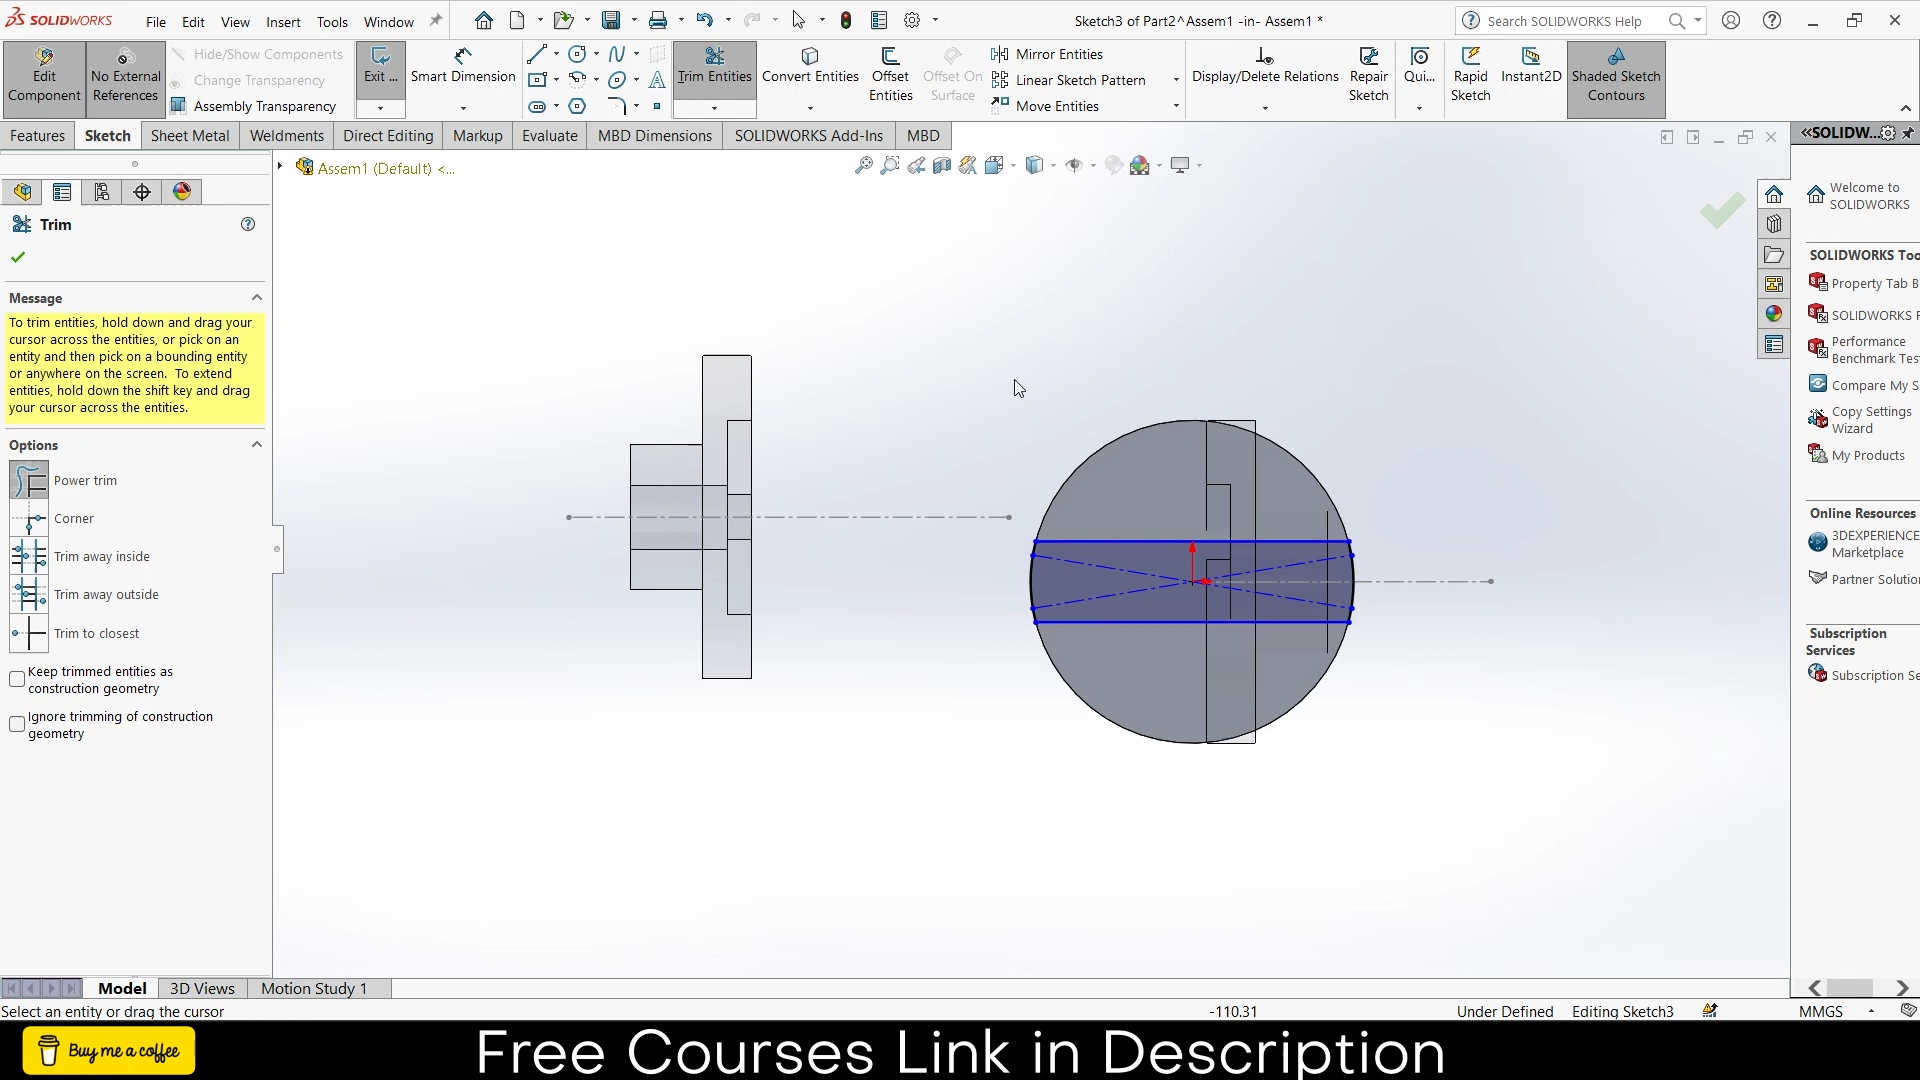 SOLIDWORKS
File Edit View Insert Tools Window
Sketch3 of Part2^Assem1 -in- Assem1 *
Search SOLIDWORKS Help
Edit Component
No External References
Hide/Show Components
Change Transparency
Assembly Transparency
Exit ...
Smart Dimension
Trim Entities
Convert Entities
Offset Entities
Offset On Surface
Mirror Entities
Linear Sketch Pattern
Move Entities
Display/Delete Relations
Repair Sketch
Qui...
Rapid Sketch
Instant2D
Shaded Sketch Contours
Features Sketch Sheet Metal Weldments Direct Editing Markup Evaluate MBD Dimensions SOLIDWORKS Add-Ins MBD
Assem1 (Default) <...
Trim
Message
To trim entities, hold down and drag your
cursor across the entities, or pick on an
entity and then pick on a bounding entity
or anywhere on the screen. To extend
entities, hold down the shift key and drag
your cursor across the entities.
Options
Power trim
Corner
Trim away inside
Trim away outside
Trim to closest
Keep trimmed entities as
construction geometry
Ignore trimming of construction
geometry
«SOLIDW...
Welcome to
SOLIDWORKS
SOLIDWORKS Too
Property Tab B
SOLIDWORKS R
Performance
Benchmark Tes
Compare My S
Copy Settings
Wizard
My Products
Online Resources
3DEXPERIENCE
Marketplace
Partner Solutio
Subscription
Services
Subscription Se
Model 3D Views Motion Study 1
Select an entity or drag the cursor
-110.31
Under Defined
Editing Sketch3
MMGS
Buy me a coffee
Free Courses Link in Description